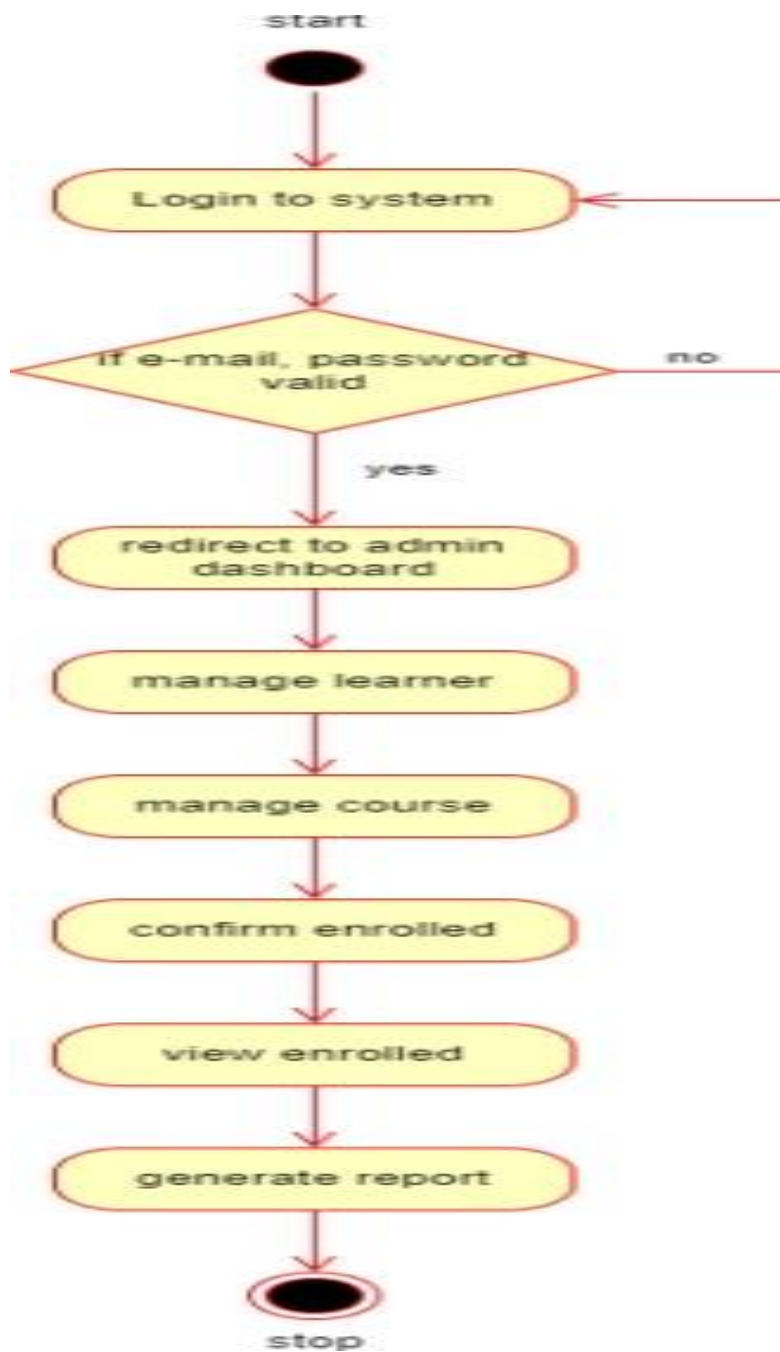 start
Login to system
if e-mail, password
valid
no
yes
redirect to admin
dashboard
manage learner
manage course
confirm enrolled
view enrolled
generate report
stop